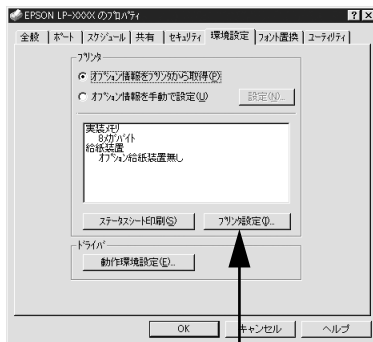 EPSON LP-XXXX のプロパティ
全般 ポート スケジュール 共有 セキュリティ 環境設定 フォント置換 ユーティリティ
プリンタ
オプション情報をプリンタから取得(P)
オプション情報を手動で設定(U) 設定(N)...
実装メモリ
8メガバイト
給紙装置
オプション給紙装置無し
ステータスシート印刷(S) プリンタ設定(I)...
ドライバ
動作環境設定(E)...
OK キャンセル ヘルプ